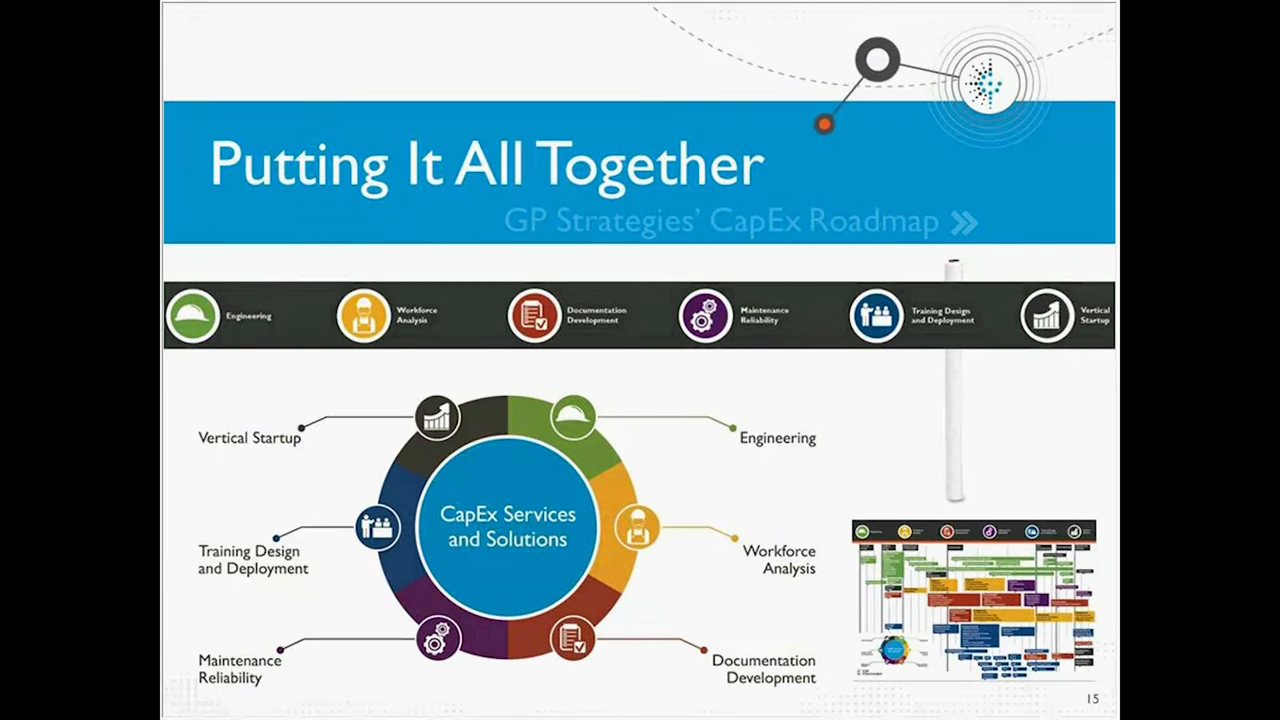 Putting It All Together
GP Strategies' CapEx Roadmap
Engineering
Workforce
Analysis
Documentation
Development
Maintenance
Reliability
Training Design
and Deployment
Vertical
Startup
Vertical Startup
Engineering
CapEx Services
and Solutions
Training Design
and Deployment
Workforce
Analysis
Maintenance
Reliability
Documentation
Development
15